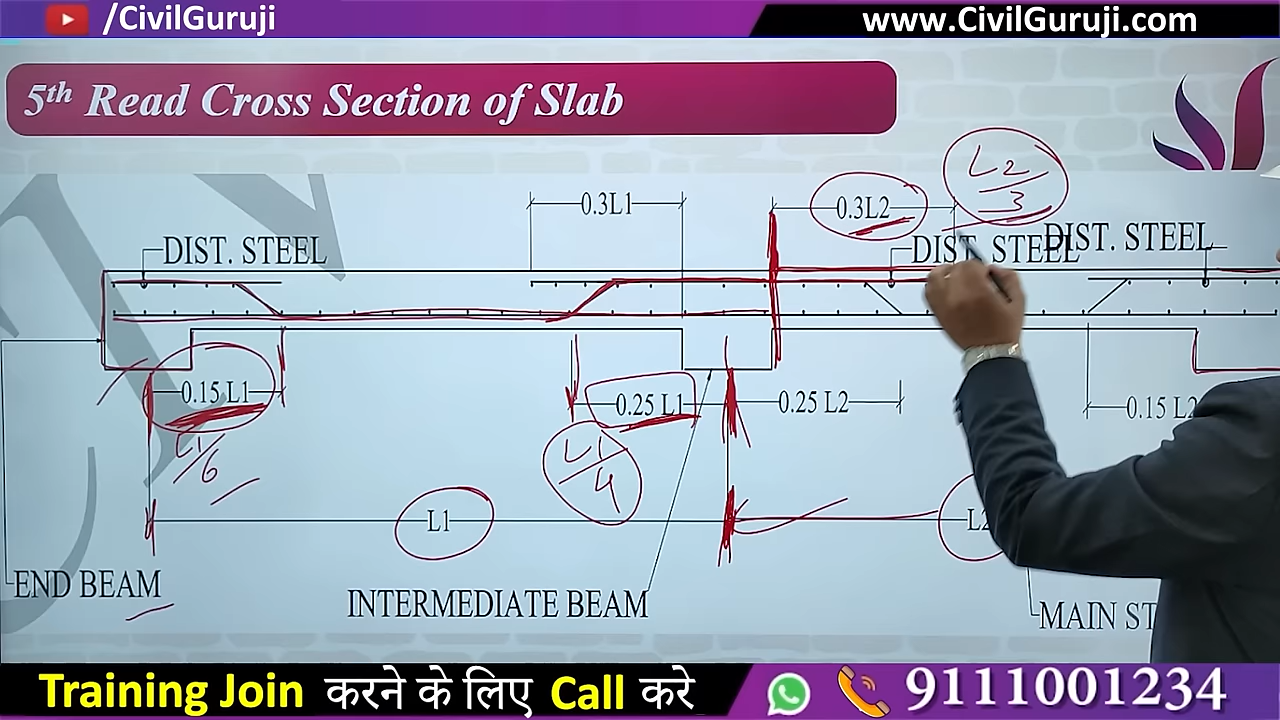 /CivilGuruji
www.CivilGuruji.com
5th Read Cross Section of Slab
L2/3
0.3L1
0.3L2
DIST. STEEL
DIST. STEEL
DIST. STEEL
0.15 L1
0.25 L1
0.25 L2
0.15 L2
L1/6
L1/4
L1
L2
END BEAM
INTERMEDIATE BEAM
MAIN ST
Training Join करने के लिए Call करे
9111001234